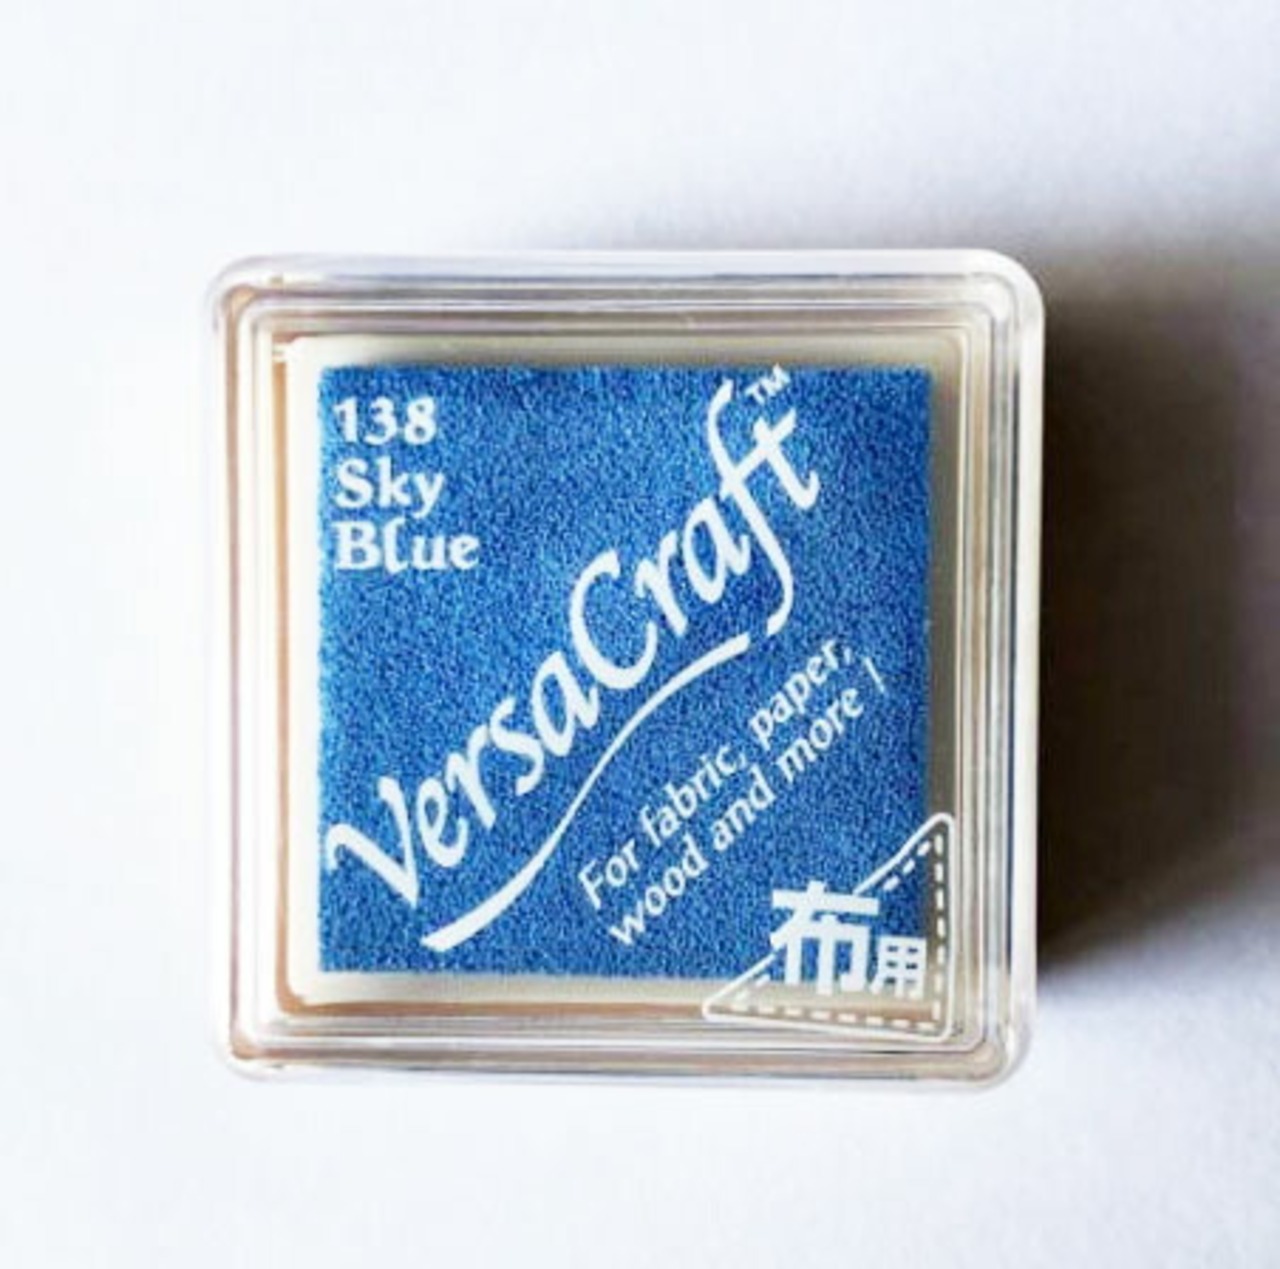 138
Sky
Blue
VersaCraft™
For fabric, paper,
wood and more !
布用